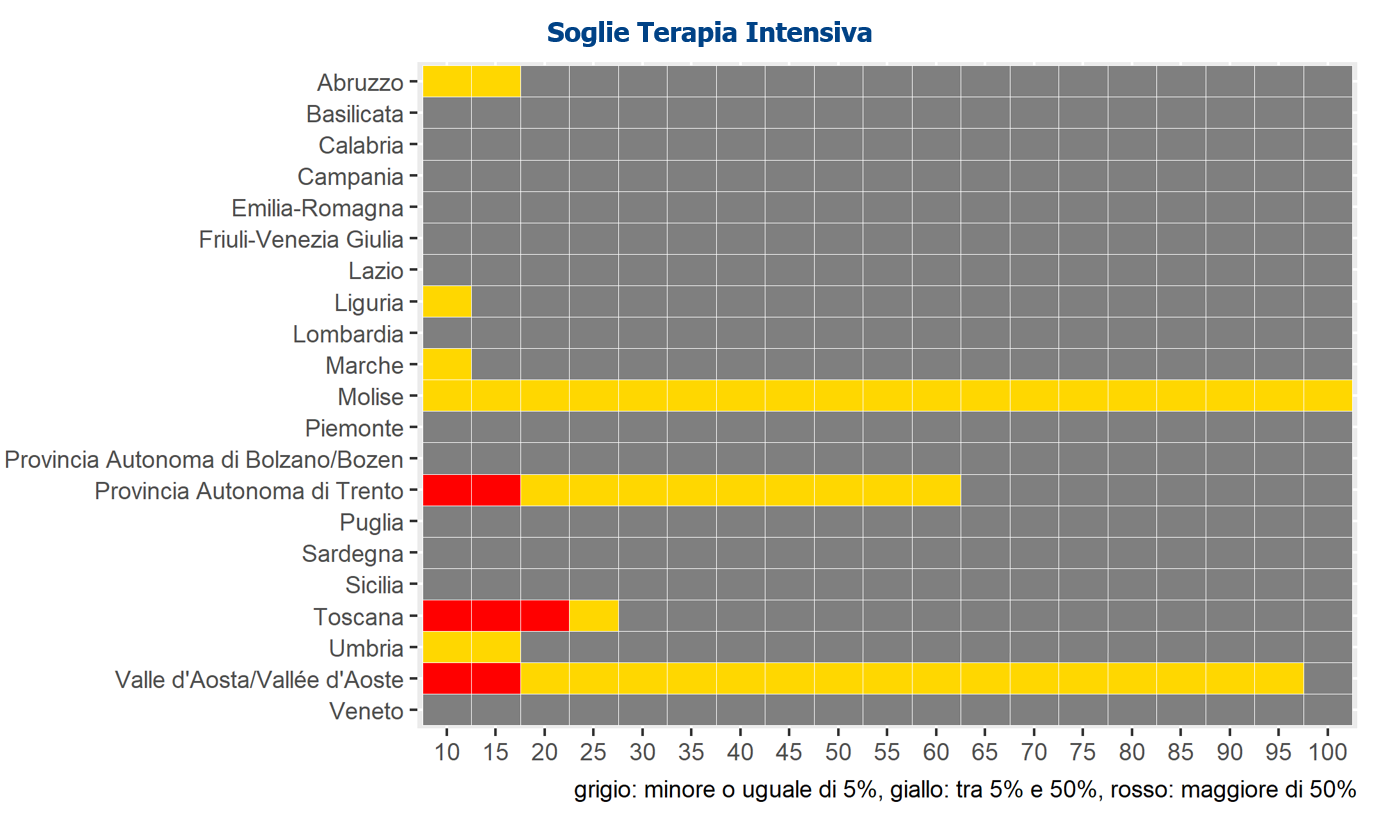 Soglie Terapia Intensiva
Abruzzo
Basilicata
Calabria
Campania
Emilia-Romagna
Friuli-Venezia Giulia
Lazio
Liguria
Lombardia
Marche
Molise
Piemonte
Provincia Autonoma di Bolzano/Bozen
Provincia Autonoma di Trento
Puglia
Sardegna
Sicilia
Toscana
Umbria
Valle d'Aosta/Vallée d'Aoste
Veneto
10 15 20 25 30 35 40 45 50 55 60 65 70 75 80 85 90 95 100
grigio: minore o uguale di 5%, giallo: tra 5% e 50%, rosso: maggiore di 50%